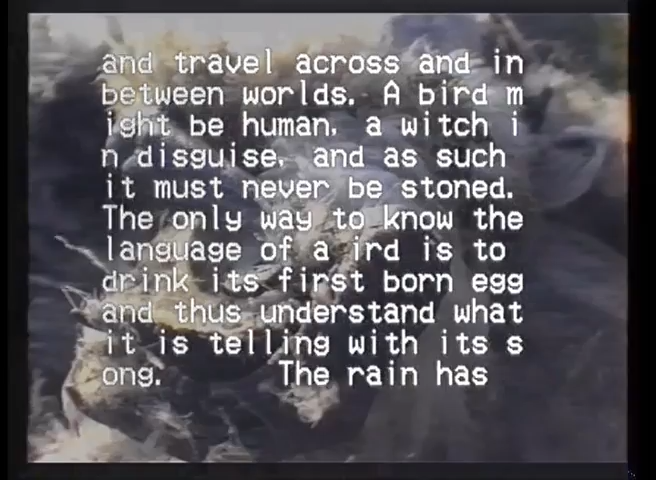 and travel across and in
between worlds. A bird m
ight be human, a witch i
n disguise, and as such
it must never be stoned.
The only way to know the
language of a ird is to
drink its first born egg
and thus understand what
it is telling with its s
ong. The rain has